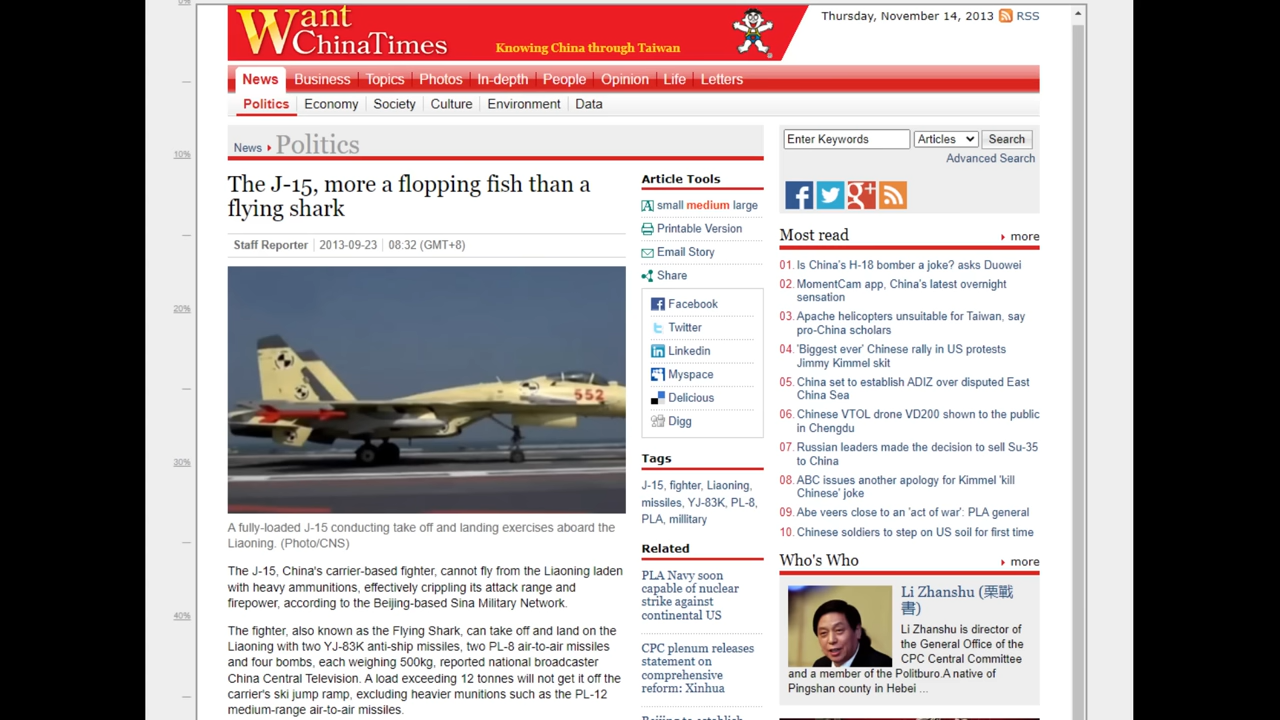 0%
Want
ChinaTimes
Knowing China through Taiwan
Thursday, November 14, 2013 RSS
News Business Topics Photos In-depth People Opinion Life Letters
Politics Economy Society Culture Environment Data
News Politics
Enter Keywords Articles Search
Advanced Search
10%
The J-15, more a flopping fish than a
flying shark
Staff Reporter 2013-09-23 08:32 (GMT+8)
552
A fully-loaded J-15 conducting take off and landing exercises aboard the
Liaoning. (Photo/CNS)
The J-15, China's carrier-based fighter, cannot fly from the Liaoning laden
with heavy ammunitions, effectively crippling its attack range and
firepower, according to the Beijing-based Sina Military Network.
The fighter, also known as the Flying Shark, can take off and land on the
Liaoning with two YJ-83K anti-ship missiles, two PL-8 air-to-air missiles
and four bombs, each weighing 500kg, reported national broadcaster
China Central Television. A load exceeding 12 tonnes will not get it off the
carrier's ski jump ramp, excluding heavier munitions such as the PL-12
medium-range air-to-air missiles.
20%
30%
40%
Article Tools
small medium large
Printable Version
Email Story
Share
Facebook
Twitter
Linkedin
Myspace
Delicious
Digg
Tags
J-15, fighter, Liaoning,
missiles, YJ-83K, PL-8,
PLA, millitary
Related
PLA Navy soon
capable of nuclear
strike against
continental US
CPC plenum releases
statement on
comprehensive
reform: Xinhua
Beijing to establish
Most read more
01. Is China's H-18 bomber a joke? asks Duowei
02. MomentCam app, China's latest overnight
sensation
03. Apache helicopters unsuitable for Taiwan, say
pro-China scholars
04. 'Biggest ever' Chinese rally in US protests
Jimmy Kimmel skit
05. China set to establish ADIZ over disputed East
China Sea
06. Chinese VTOL drone VD200 shown to the public
in Chengdu
07. Russian leaders made the decision to sell Su-35
to China
08. ABC issues another apology for Kimmel 'kill
Chinese' joke
09. Abe veers close to an 'act of war': PLA general
10. Chinese soldiers to step on US soil for first time
Who's Who more
Li Zhanshu (栗戰
書)
Li Zhanshu is director of
the General Office of the
CPC Central Committee
and a member of the Politburo.A native of
Pingshan county in Hebei ...